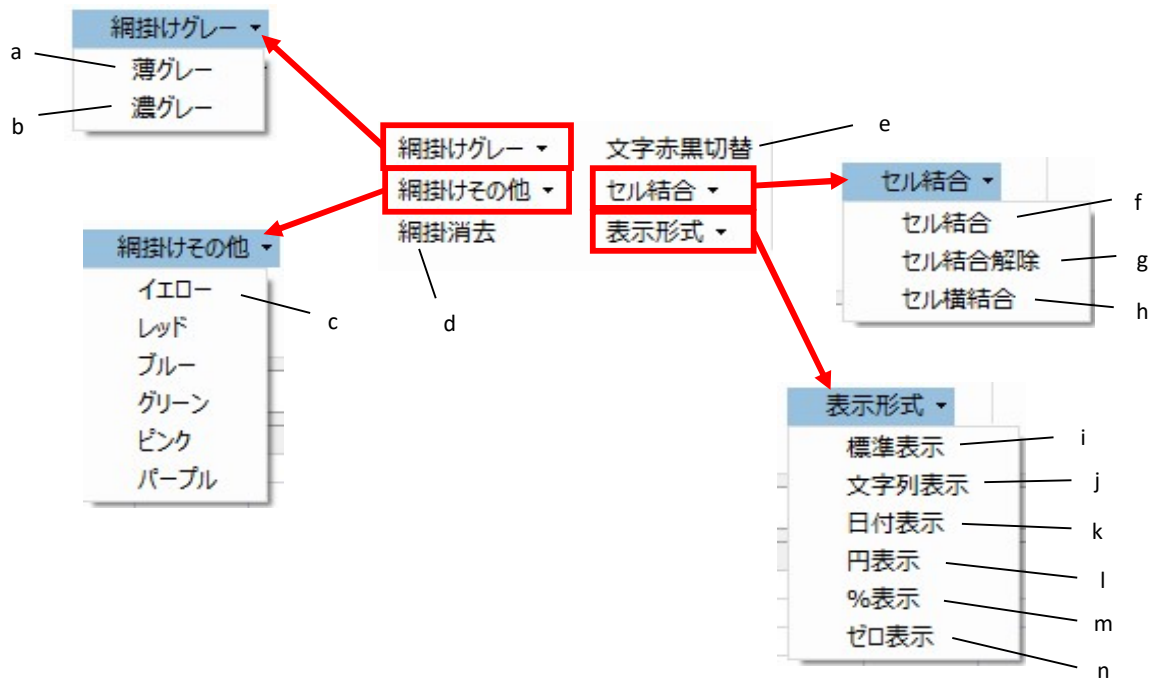 網掛けグレー
a
薄グレー
b
濃グレー
網掛けグレー
文字赤黒切替
e
網掛けその他
セル結合
網掛消去
表示形式
d
セル結合
セル結合
f
セル結合解除
g
セル横結合
h
網掛けその他
イエロー
c
レッド
ブルー
グリーン
ピンク
パープル
表示形式
標準表示
i
文字列表示
j
日付表示
k
円表示
l
%表示
m
ゼロ表示
n